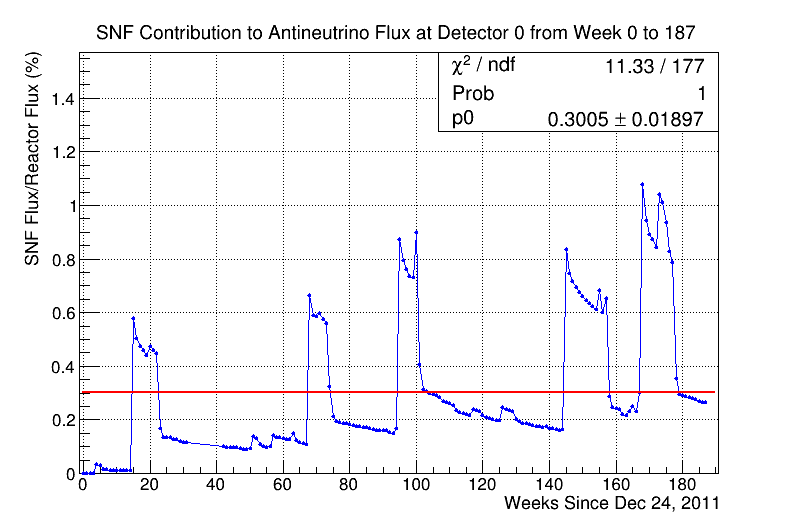 SNF Contribution to Antineutrino Flux at Detector 0 from Week 0 to 187
χ² / ndf 11.33 / 177
Prob 1
p0 0.3005 ± 0.01897
SNF Flux/Reactor Flux (%)
1.4
1.2
1
0.8
0.6
0.4
0.2
0
0 20 40 60 80 100 120 140 160 180
Weeks Since Dec 24, 2011